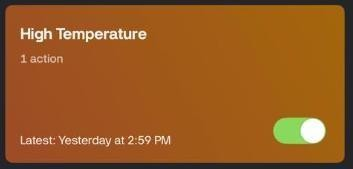 High Temperature
1 action
Latest: Yesterday at 2:59 PM